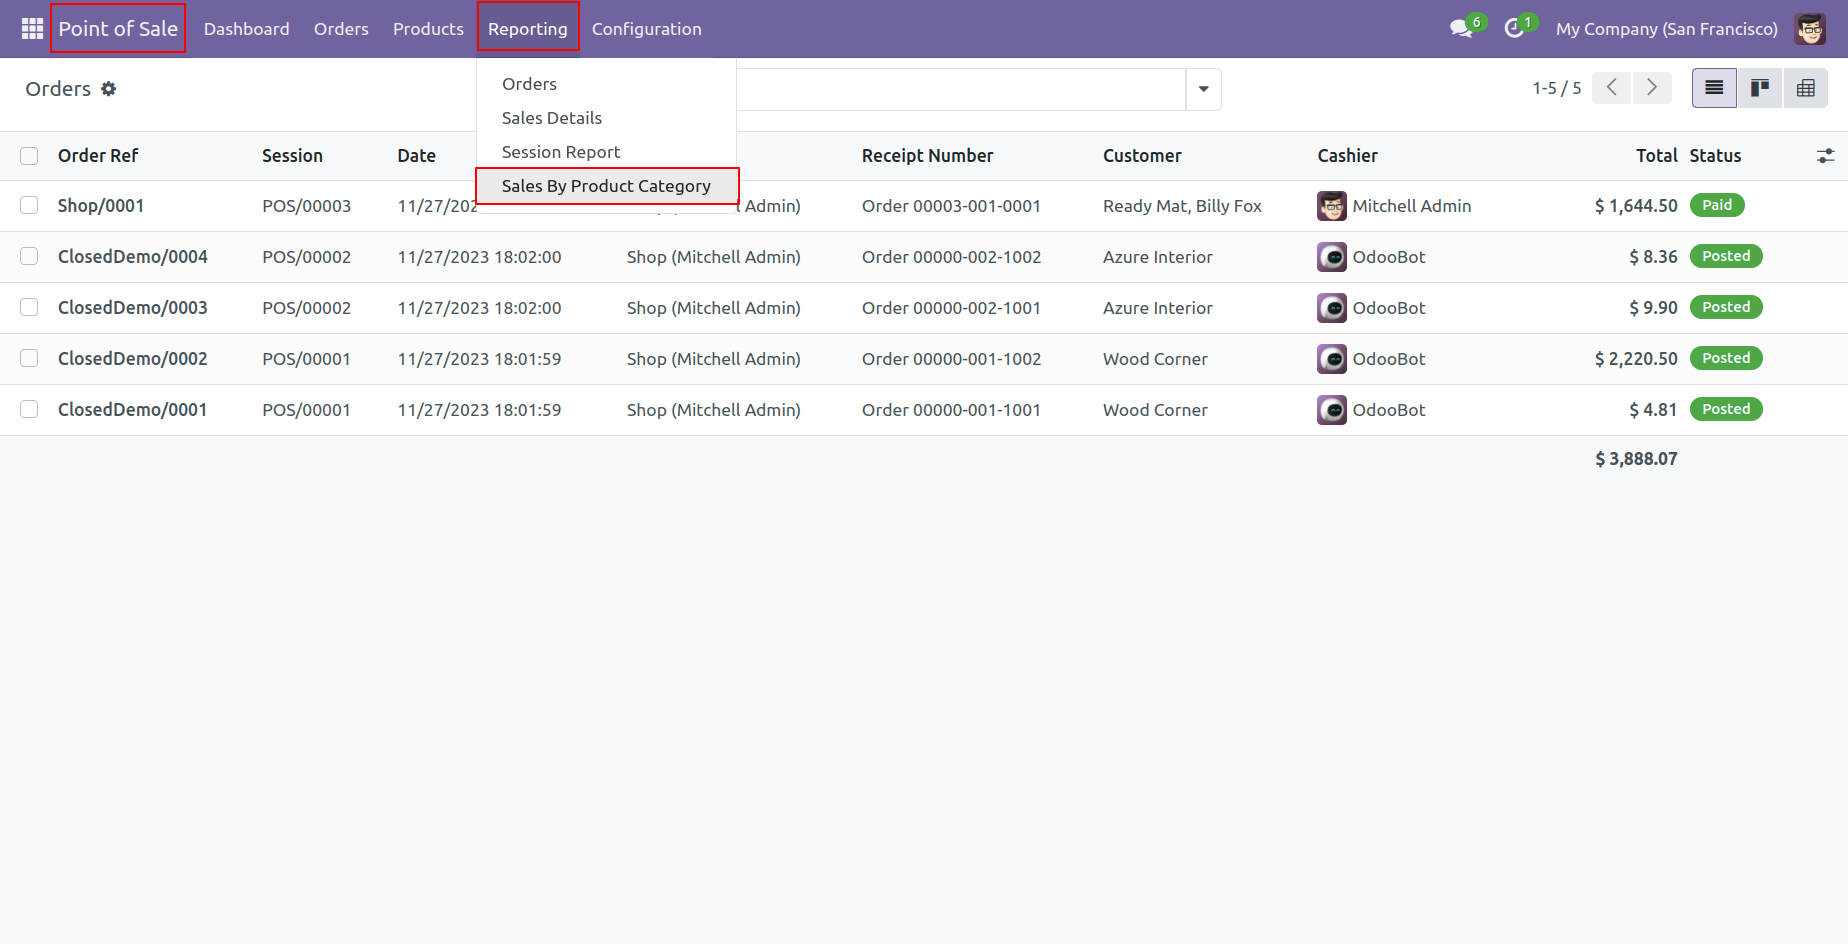 Point of Sale Dashboard Orders Products Reporting Configuration 6 1 My Company (San Francisco)
Orders 1-5 / 5
Orders
Sales Details
Session Report
Sales By Product Category
Order Ref Session Date Receipt Number Customer Cashier Total Status
Shop/0001 POS/00003 11/27/202 Admin) Order 00003-001-0001 Ready Mat, Billy Fox Mitchell Admin $ 1,644.50 Paid
ClosedDemo/0004 POS/00002 11/27/2023 18:02:00 Shop (Mitchell Admin) Order 00000-002-1002 Azure Interior OdooBot $ 8.36 Posted
ClosedDemo/0003 POS/00002 11/27/2023 18:02:00 Shop (Mitchell Admin) Order 00000-002-1001 Azure Interior OdooBot $ 9.90 Posted
ClosedDemo/0002 POS/00001 11/27/2023 18:01:59 Shop (Mitchell Admin) Order 00000-001-1002 Wood Corner OdooBot $ 2,220.50 Posted
ClosedDemo/0001 POS/00001 11/27/2023 18:01:59 Shop (Mitchell Admin) Order 00000-001-1001 Wood Corner OdooBot $ 4.81 Posted
$ 3,888.07